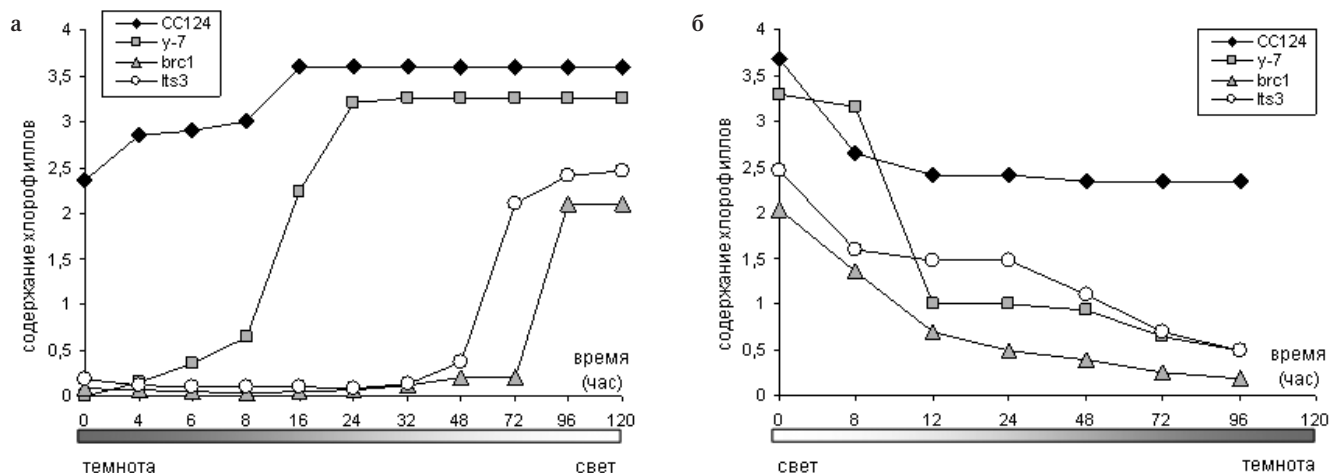 а
CC124
y-7
brc1
lts3
содержание хлорофиллов
4
3,5
3
2,5
2
1,5
1
0,5
0
0 4 6 8 16 24 32 48 72 96 120
время
(час)
темнота свет
б
CC124
y-7
brc1
lts3
содержание хлорофиллов
4
3,5
3
2,5
2
1,5
1
0,5
0
0 6 12 24 48 72 96 120
время
(час)
свет темнота